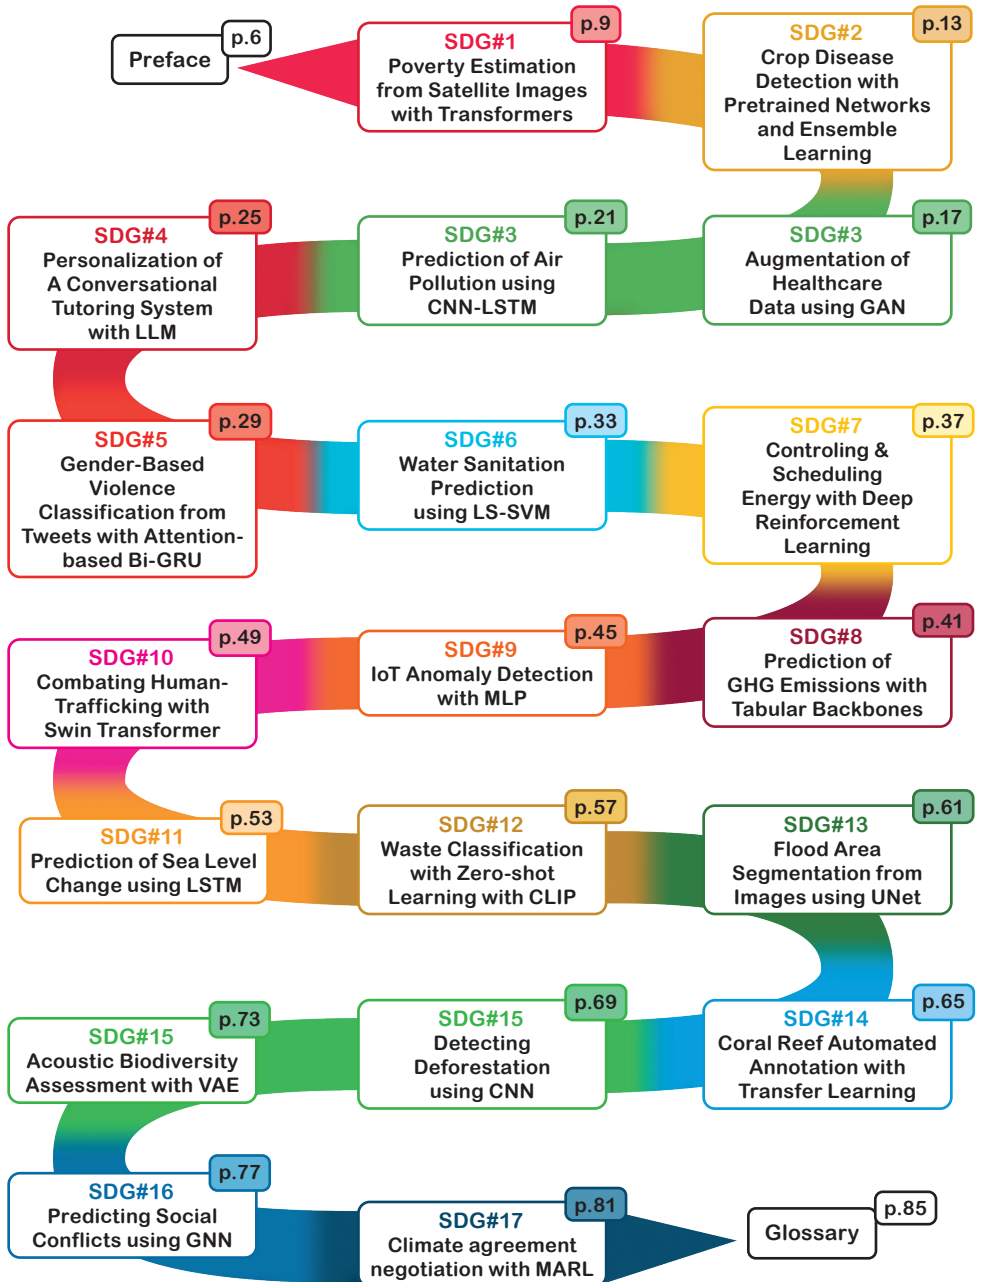 Preface
p.6
SDG#1
p.9
Poverty Estimation
from Satellite Images
with Transformers
SDG#2
p.13
Crop Disease
Detection with
Pretrained Networks
and Ensemble
Learning
SDG#3
p.17
Augmentation of
Healthcare
Data using GAN
SDG#3
p.21
Prediction of Air
Pollution using
CNN-LSTM
SDG#4
p.25
Personalization of
A Conversational
Tutoring System
with LLM
SDG#5
p.29
Gender-Based
Violence
Classification from
Tweets with Attention-
based Bi-GRU
SDG#6
p.33
Water Sanitation
Prediction
using LS-SVM
SDG#7
p.37
Controling &
Scheduling
Energy with Deep
Reinforcement
Learning
SDG#8
p.41
Prediction of
GHG Emissions with
Tabular Backbones
SDG#9
p.45
IoT Anomaly Detection
with MLP
SDG#10
p.49
Combating Human-
Trafficking with
Swin Transformer
SDG#11
p.53
Prediction of Sea Level
Change using LSTM
SDG#12
p.57
Waste Classification
with Zero-shot
Learning with CLIP
SDG#13
p.61
Flood Area
Segmentation from
Images using UNet
SDG#14
p.65
Coral Reef Automated
Annotation with
Transfer Learning
SDG#15
p.69
Detecting
Deforestation
using CNN
SDG#15
p.73
Acoustic Biodiversity
Assessment with VAE
SDG#16
p.77
Predicting Social
Conflicts using GNN
SDG#17
p.81
Climate agreement
negotiation with MARL
Glossary
p.85